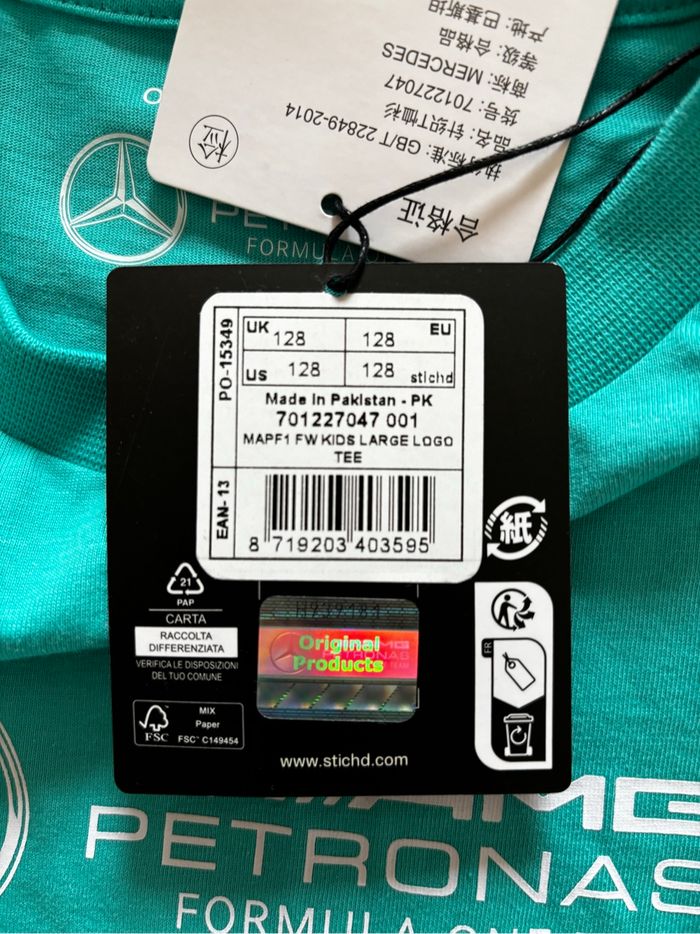 产地: 巴基斯坦
等级: 合格品
商标: MERCEDES
货号: 701227047
品名: 针织T恤衫
执行标准: GB/T 22849-2014
合格证
检
PE
FORMULA ONE
PO-15349
UK 128
128 EU
US 128
128 stichd
Made In Pakistan - PK
701227047 001
MAPF1 FW KIDS LARGE LOGO
TEE
EAN-13
8 719203 403595
紙
21
PAP
CARTA
RACCOLTA
DIFFERENZIATA
VERIFICA LE DISPOSIZIONI
DEL TUO COMUNE
FR
Original
Products
AMG
PETRONAS
MIX
Paper
FSC™ C149454
FSC
www.stichd.com
AMG
PETRONAS
FORMULA ONE